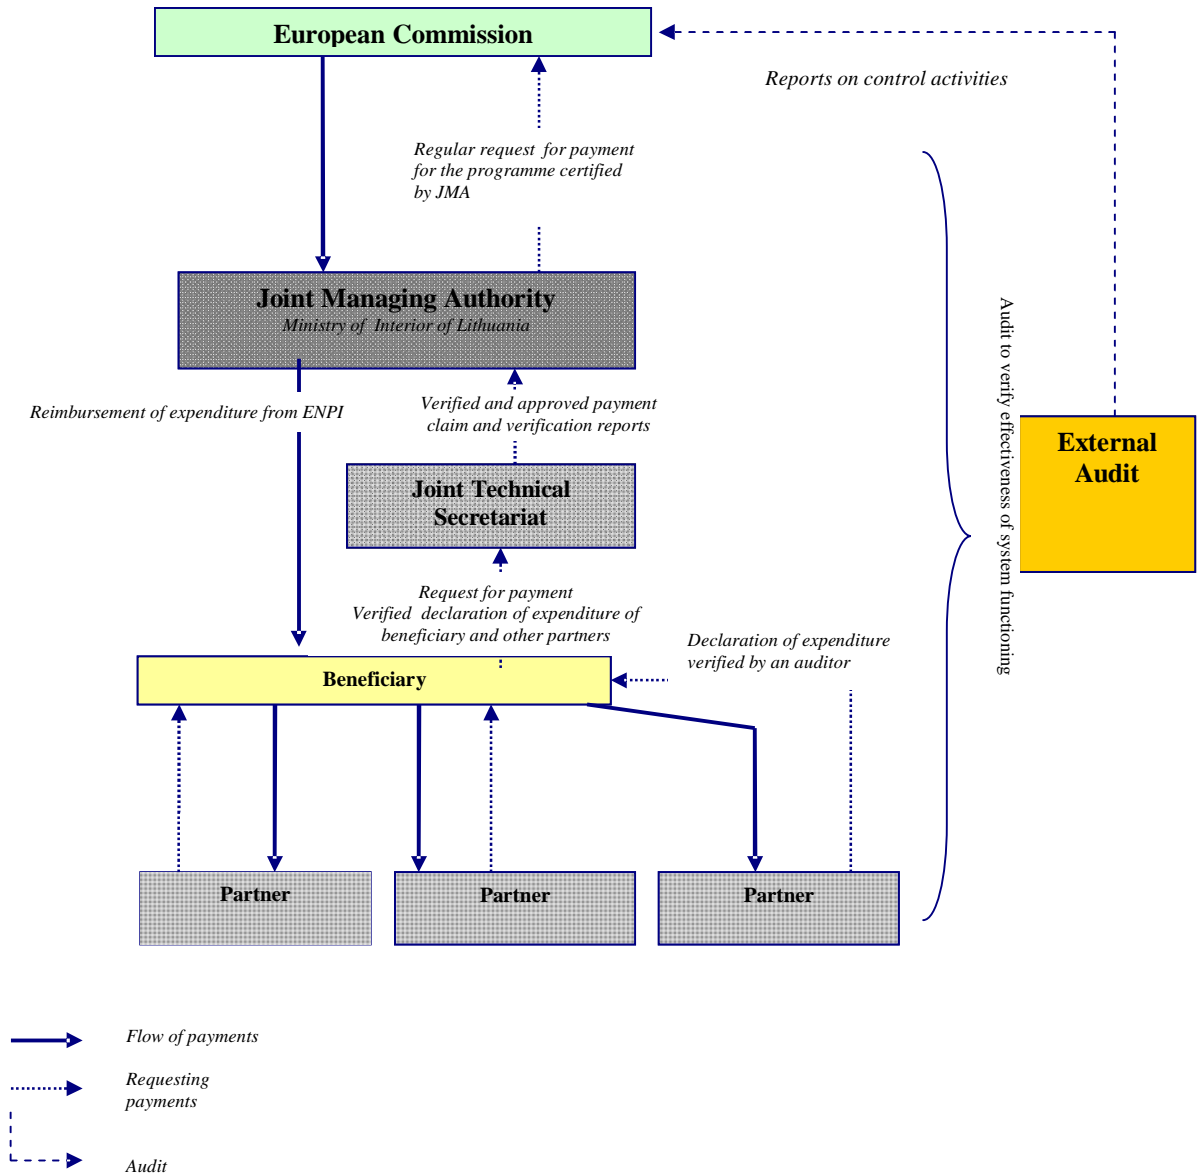 European Commission
Reports on control activities
Regular request for payment
for the programme certified
by JMA
Joint Managing Authority
Ministry of Interior of Lithuania
Reimbursement of expenditure from ENPI
Verified and approved payment
claim and verification reports
Audit to verify effectiveness of system functioning
External
Audit
Joint Technical
Secretariat
Request for payment
Verified declaration of expenditure of
beneficiary and other partners
Declaration of expenditure
verified by an auditor
Beneficiary
Partner
Partner
Partner
Flow of payments
Requesting
payments
Audit